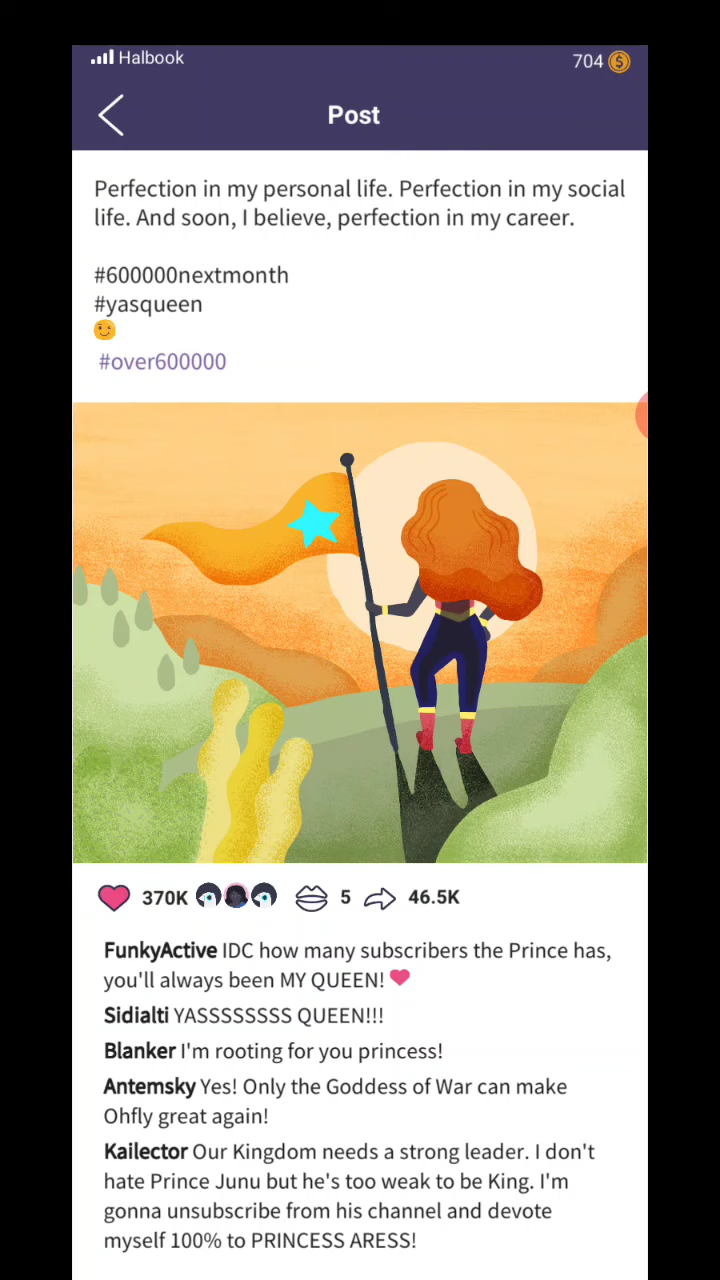 Halbook
704
Post
Perfection in my personal life. Perfection in my social
life. And soon, I believe, perfection in my career.
#600000nextmonth
#yasqueen
#over600000
370K
5
46.5K
FunkyActive IDC how many subscribers the Prince has,
you'll always been MY QUEEN!
Sidialti YASSSSSSSS QUEEN!!!
Blanker I'm rooting for you princess!
Antemsky Yes! Only the Goddess of War can make
Ohfly great again!
Kailector Our Kingdom needs a strong leader. I don't
hate Prince Junu but he's too weak to be King. I'm
gonna unsubscribe from his channel and devote
myself 100% to PRINCESS ARESS!